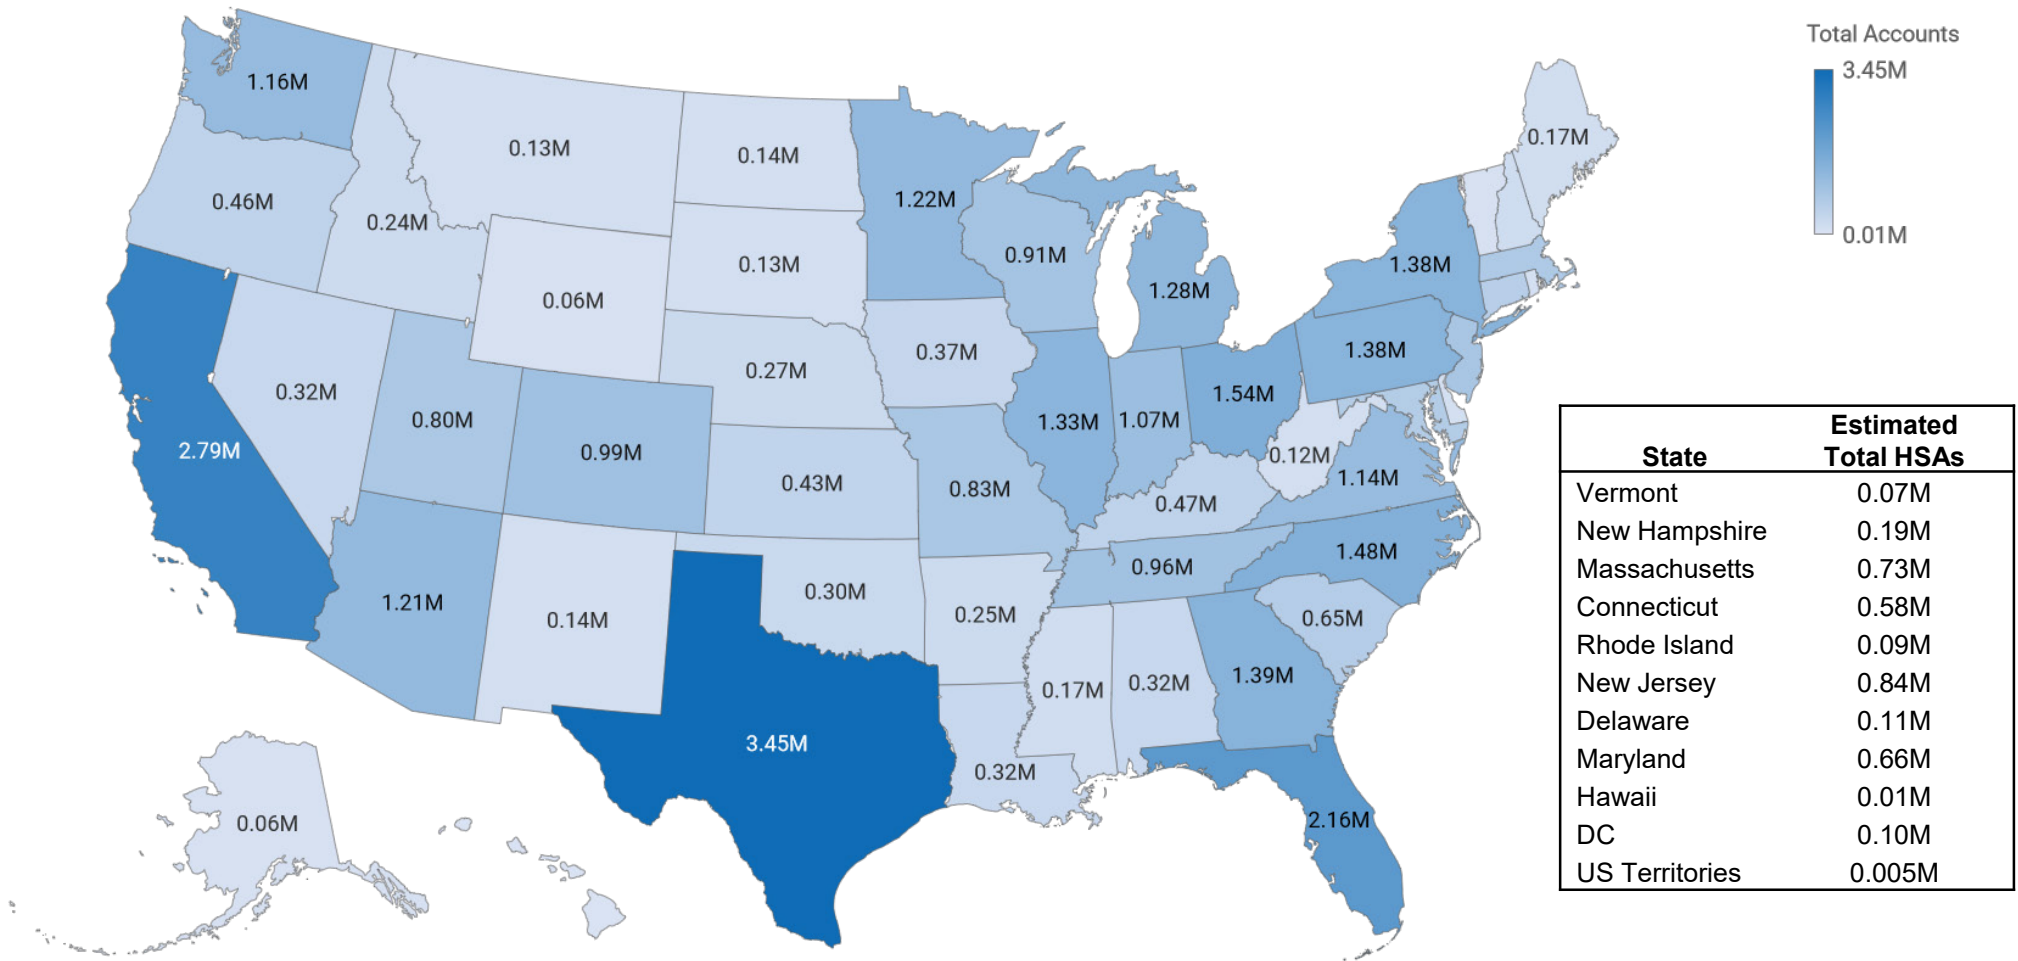 Total Accounts
3.45M
0.01M
1.16M
0.13M
0.14M
0.17M
0.46M
0.24M
1.22M
0.91M
0.13M
0.06M
1.28M
1.38M
0.32M
0.27M
0.37M
1.38M
0.80M
0.99M
1.33M
1.07M
1.54M
2.79M
0.43M
0.83M
0.12M
1.14M
0.47M
1.21M
0.14M
0.30M
0.25M
0.96M
1.48M
0.65M
0.17M
0.32M
1.39M
3.45M
0.32M
0.06M
2.16M
State Estimated Total HSAs
Vermont 0.07M
New Hampshire 0.19M
Massachusetts 0.73M
Connecticut 0.58M
Rhode Island 0.09M
New Jersey 0.84M
Delaware 0.11M
Maryland 0.66M
Hawaii 0.01M
DC 0.10M
US Territories 0.005M